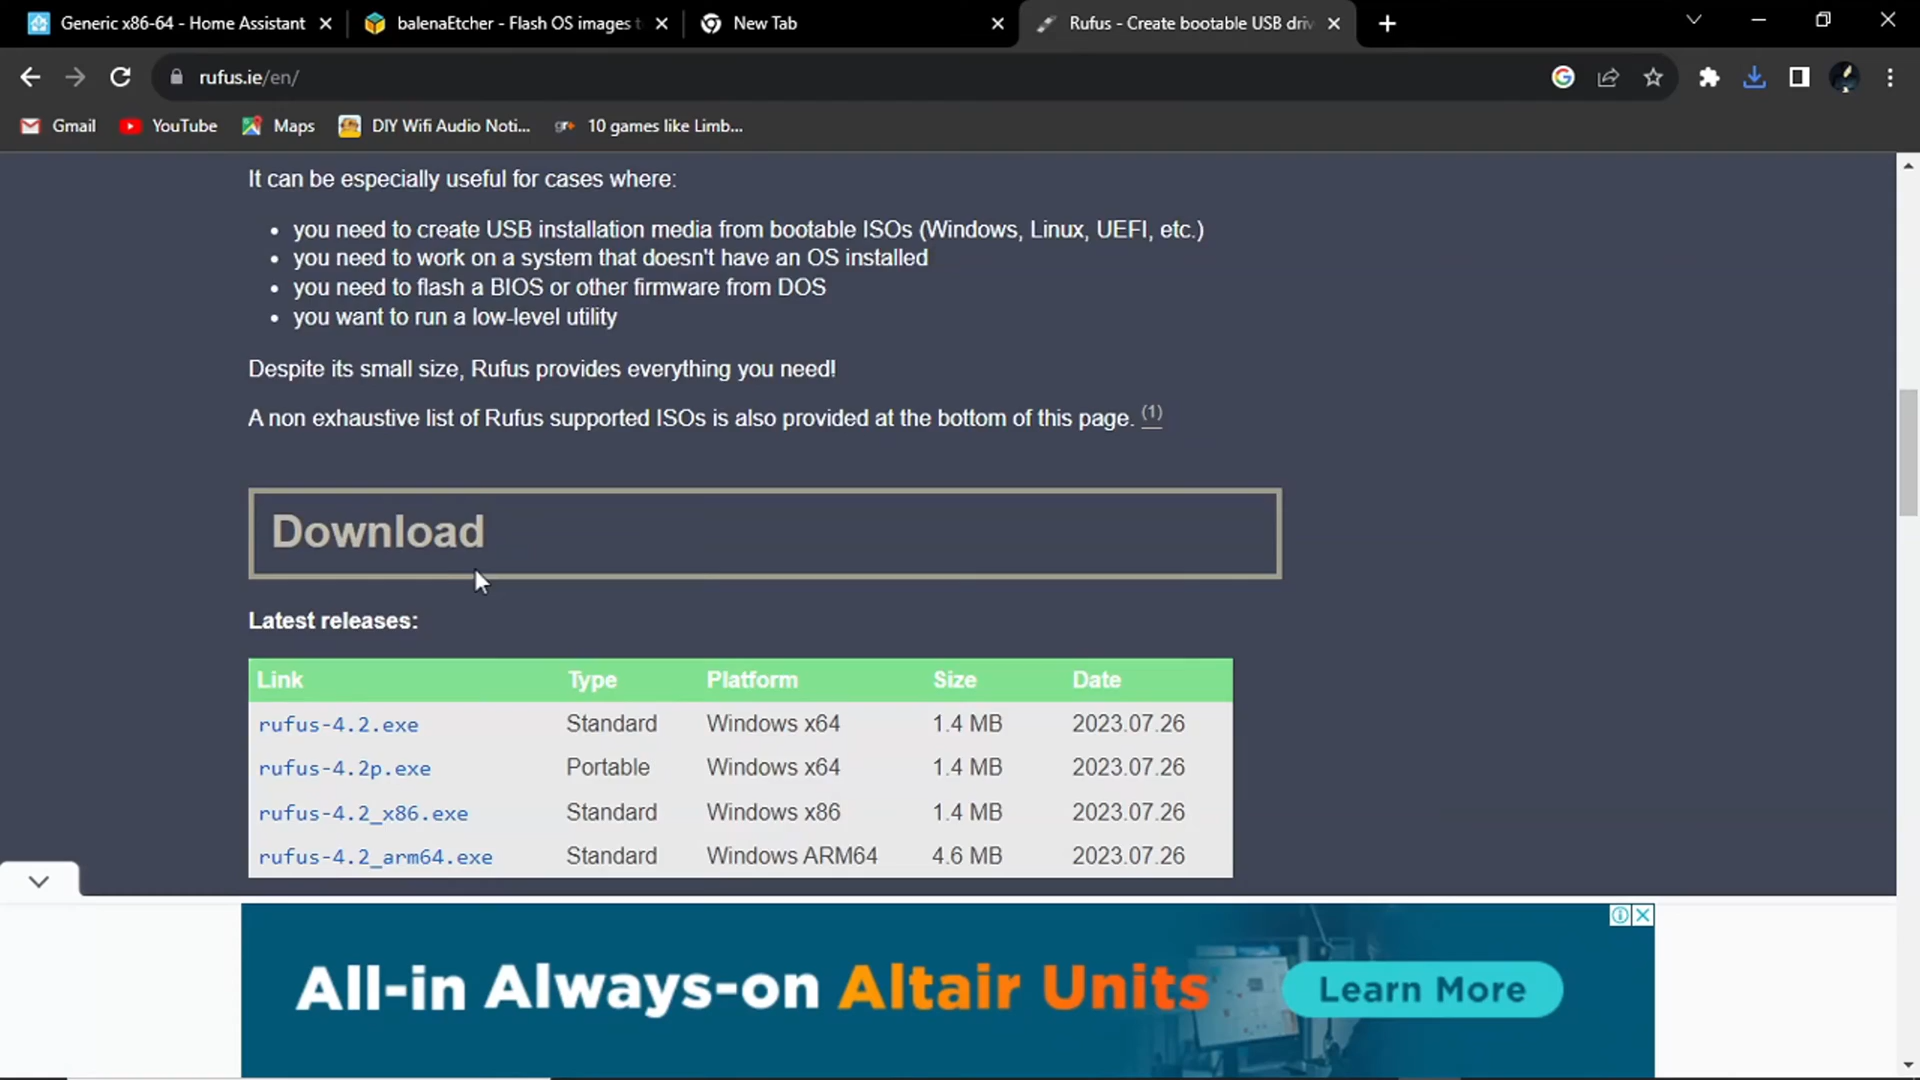 Generic x86-64 - Home Assistant
balenaEtcher - Flash OS images t
New Tab
Rufus - Create bootable USB driv
rufus.ie/en/
Gmail
YouTube
Maps
DIY Wifi Audio Noti...
10 games like Limb...
It can be especially useful for cases where:
• you need to create USB installation media from bootable ISOs (Windows, Linux, UEFI, etc.)
• you need to work on a system that doesn't have an OS installed
• you need to flash a BIOS or other firmware from DOS
• you want to run a low-level utility
Despite its small size, Rufus provides everything you need!
A non exhaustive list of Rufus supported ISOs is also provided at the bottom of this page. (1)
Download
Latest releases:
Link Type Platform Size Date
rufus-4.2.exe Standard Windows x64 1.4 MB 2023.07.26
rufus-4.2p.exe Portable Windows x64 1.4 MB 2023.07.26
rufus-4.2_x86.exe Standard Windows x86 1.4 MB 2023.07.26
rufus-4.2_arm64.exe Standard Windows ARM64 4.6 MB 2023.07.26
All-in Always-on Altair Units
Learn More